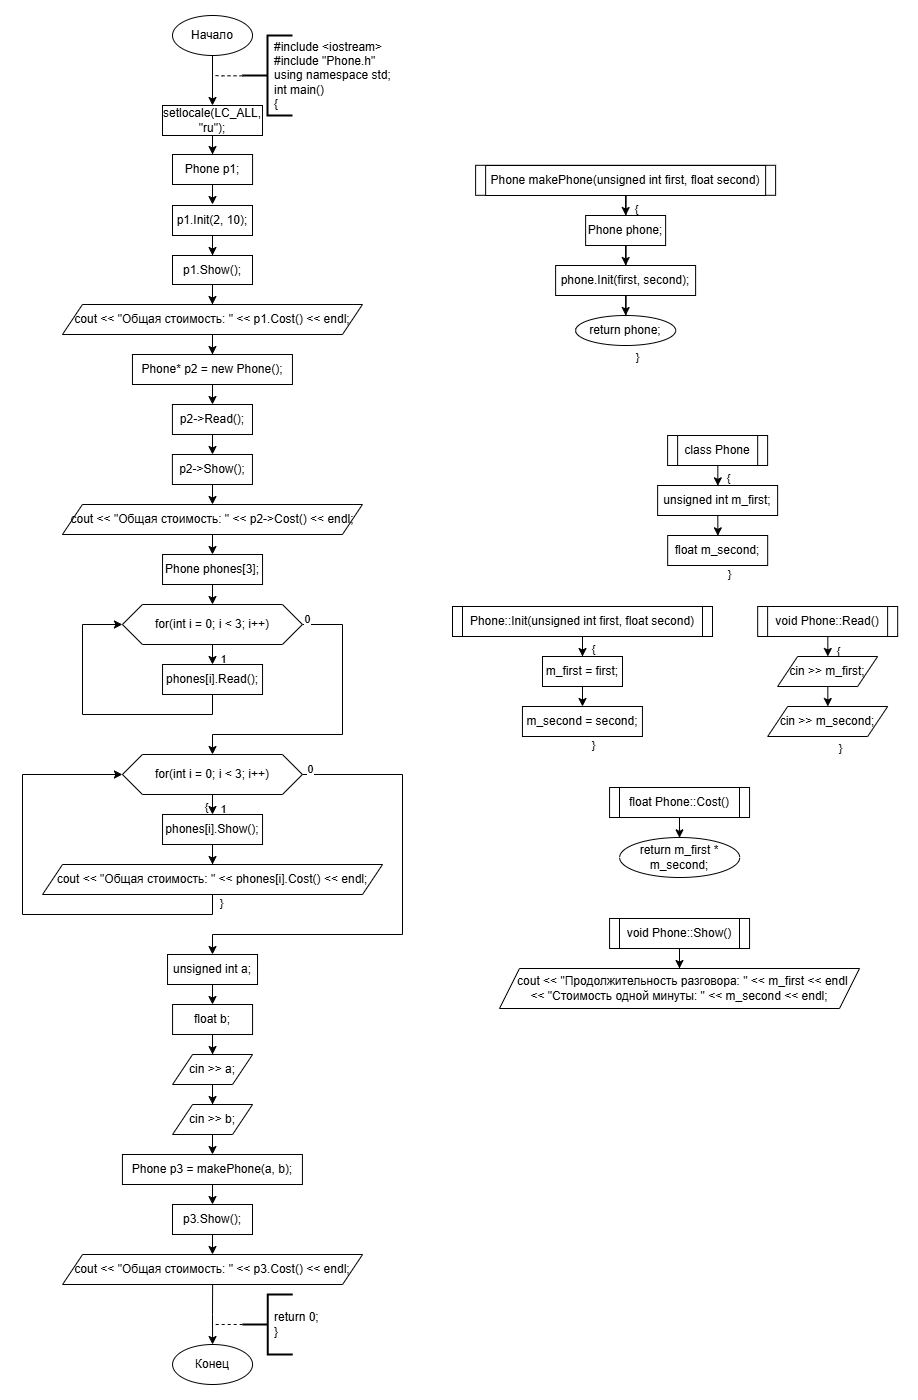 Начало
#include <iostream>
#include "Phone.h"
using namespace std;
int main()
{
setlocale(LC_ALL,
"ru");
Phone p1;
p1.Init(2, 10);
p1.Show();
cout << "Общая стоимость: " << p1.Cost() << endl;
Phone* p2 = new Phone();
p2->Read();
p2->Show();
cout << "Общая стоимость: " << p2->Cost() << endl;
Phone phones[3];
for(int i = 0; i < 3; i++)
0
1
phones[i].Read();
for(int i = 0; i < 3; i++)
0
{
1
phones[i].Show();
cout << "Общая стоимость: " << phones[i].Cost() << endl;
}
unsigned int a;
float b;
cin >> a;
cin >> b;
Phone p3 = makePhone(a, b);
p3.Show();
cout << "Общая стоимость: " << p3.Cost() << endl;
return 0;
}
Конец
Phone makePhone(unsigned int first, float second)
{
Phone phone;
phone.Init(first, second);
return phone;
}
class Phone
{
unsigned int m_first;
float m_second;
}
Phone::Init(unsigned int first, float second)
{
m_first = first;
m_second = second;
}
void Phone::Read()
{
cin >> m_first;
cin >> m_second;
}
float Phone::Cost()
return m_first *
m_second;
void Phone::Show()
cout << "Продолжительность разговора: " << m_first << endl
<< "Стоимость одной минуты: " << m_second << endl;